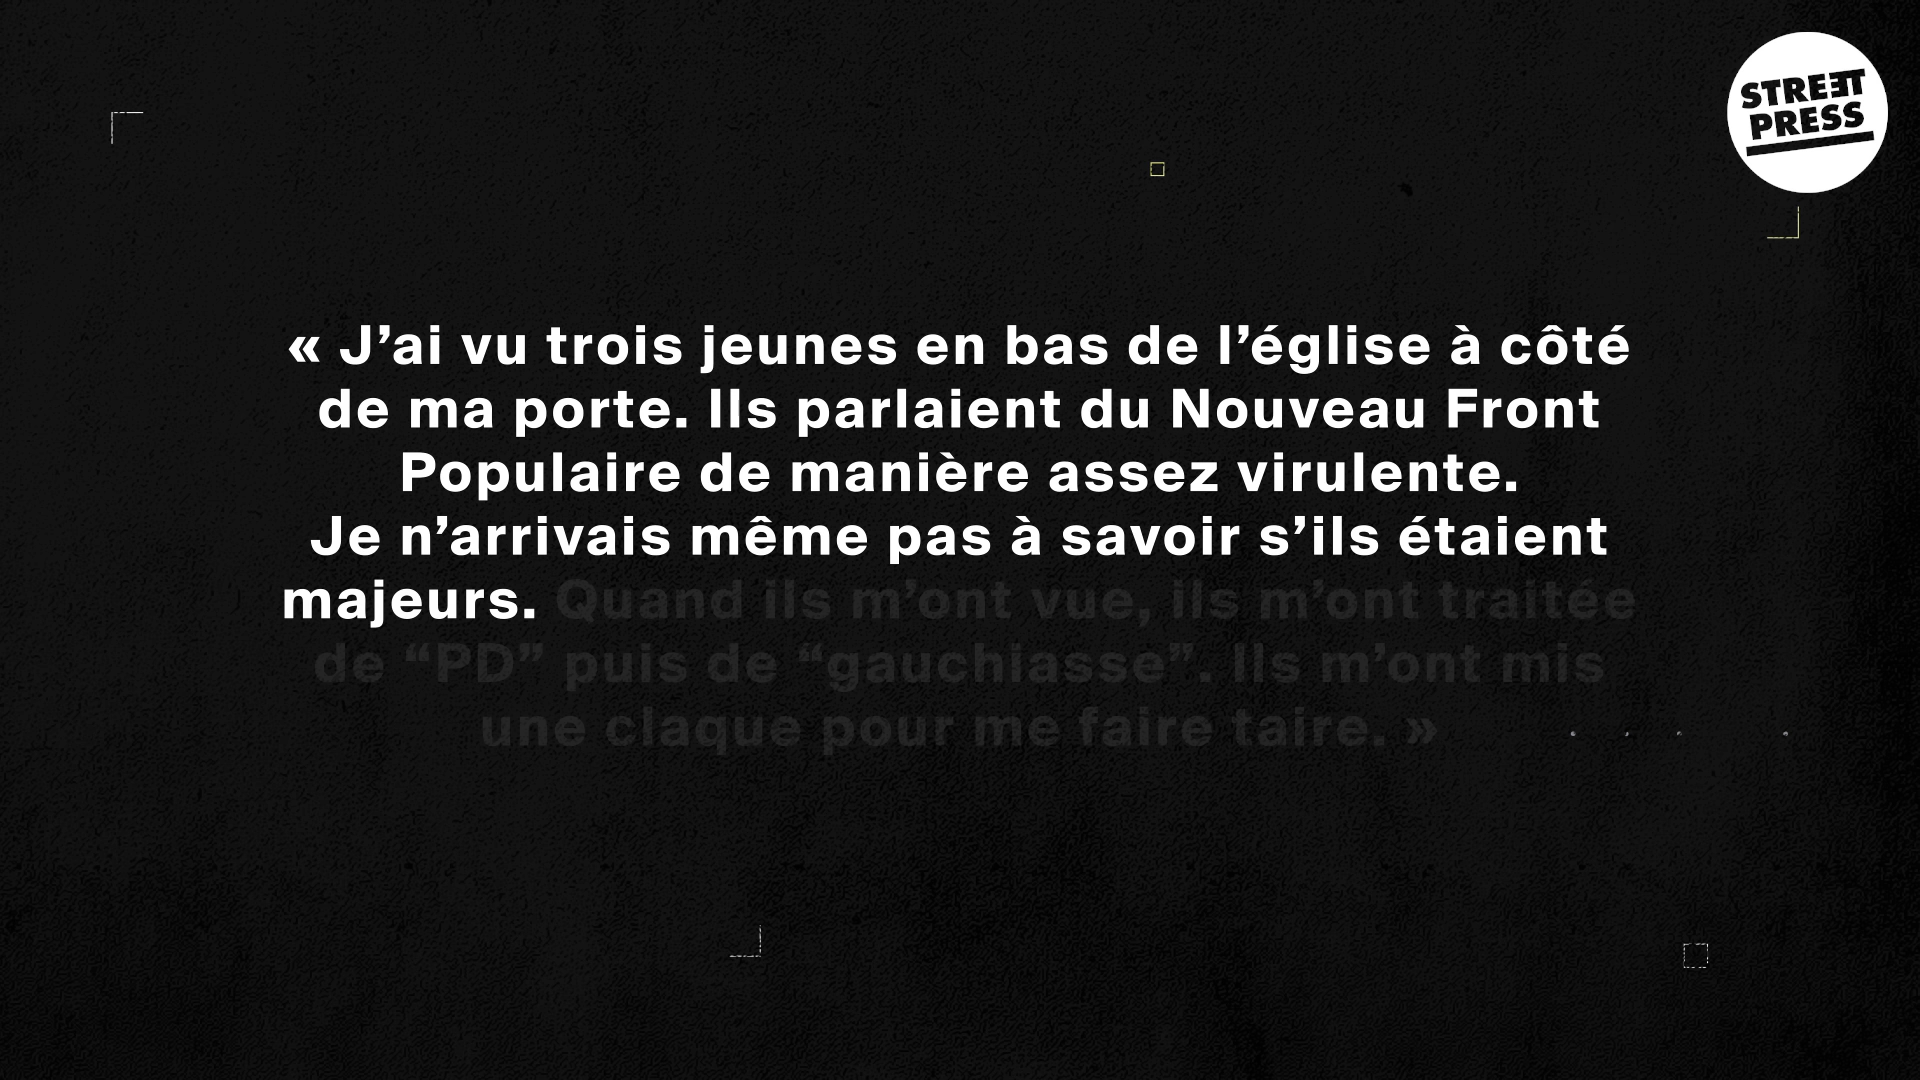 STREET
PRESS
« J’ai vu trois jeunes en bas de l’église à côté
de ma porte. Ils parlaient du Nouveau Front
Populaire de manière assez virulente.
Je n’arrivais même pas à savoir s’ils étaient
majeurs. Quand ils m’ont vue, ils m’ont traitée
de “PD” puis de “gauchiasse”. Ils m’ont mis
une claque pour me faire taire. »